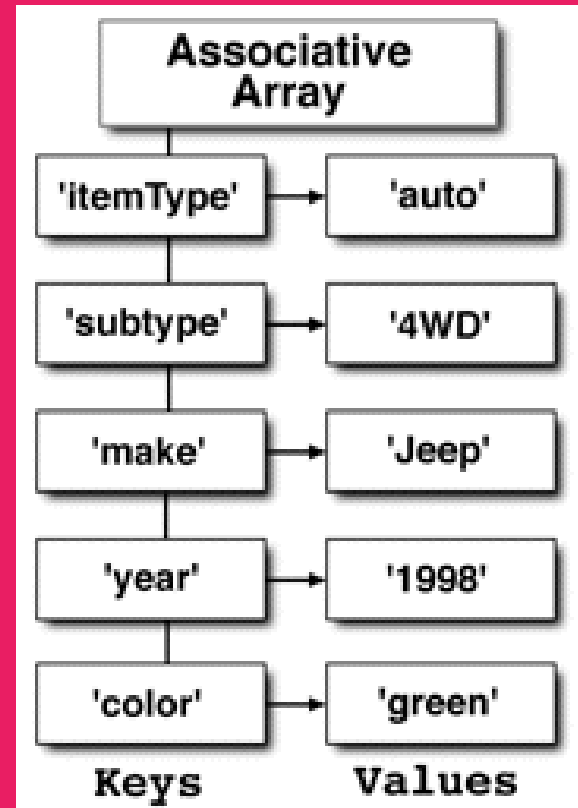 Associative
Array
'itemType' 'auto'
'subtype' '4WD'
'make' 'Jeep'
'year' '1998'
'color' 'green'
Keys Values